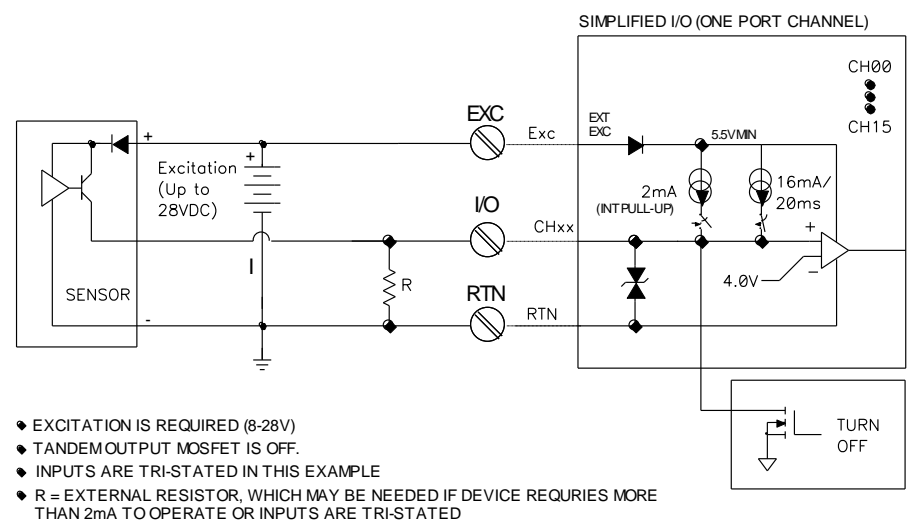 SIMPLIFIED I/O (ONE PORT CHANNEL)
CH00
CH15
EXC
Exc
EXT
EXC
5.5VMIN
+
+
Excitation
(Up to
28VDC)
2mA
(INT PULL-UP)
16mA/
20ms
I/O
CHxx
+
4.0V
-
I
R
SENSOR
RTN
RTN
-
TURN
OFF
EXCITATION IS REQUIRED (8-28V)
TANDEM OUTPUT MOSFET IS OFF.
INPUTS ARE TRI-STATED IN THIS EXAMPLE
R = EXTERNAL RESISTOR, WHICH MAY BE NEEDED IF DEVICE REQURIES MORE
THAN 2mA TO OPERATE OR INPUTS ARE TRI-STATED